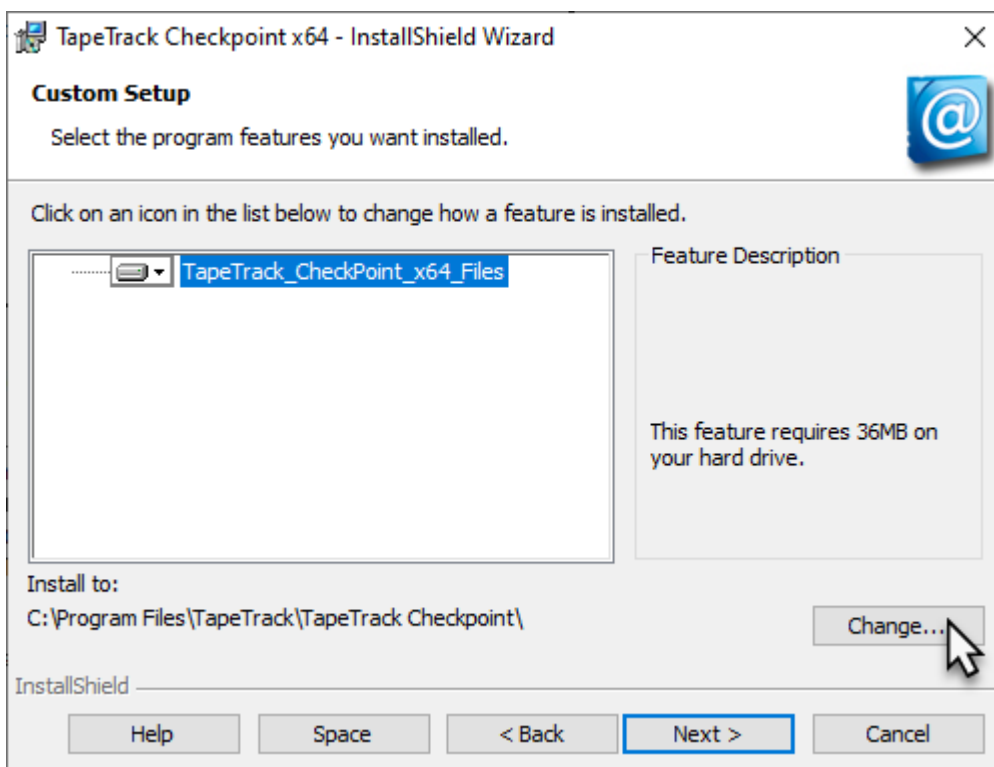 TapeTrack Checkpoint x64 - InstallShield Wizard
Custom Setup
Select the program features you want installed.
@
Click on an icon in the list below to change how a feature is installed.
TapeTrack_CheckPoint_x64_Files
Feature Description
This feature requires 36MB on
your hard drive.
Install to:
C:\Program Files\TapeTrack\TapeTrack Checkpoint\
Change...
InstallShield
Help
Space
< Back
Next >
Cancel